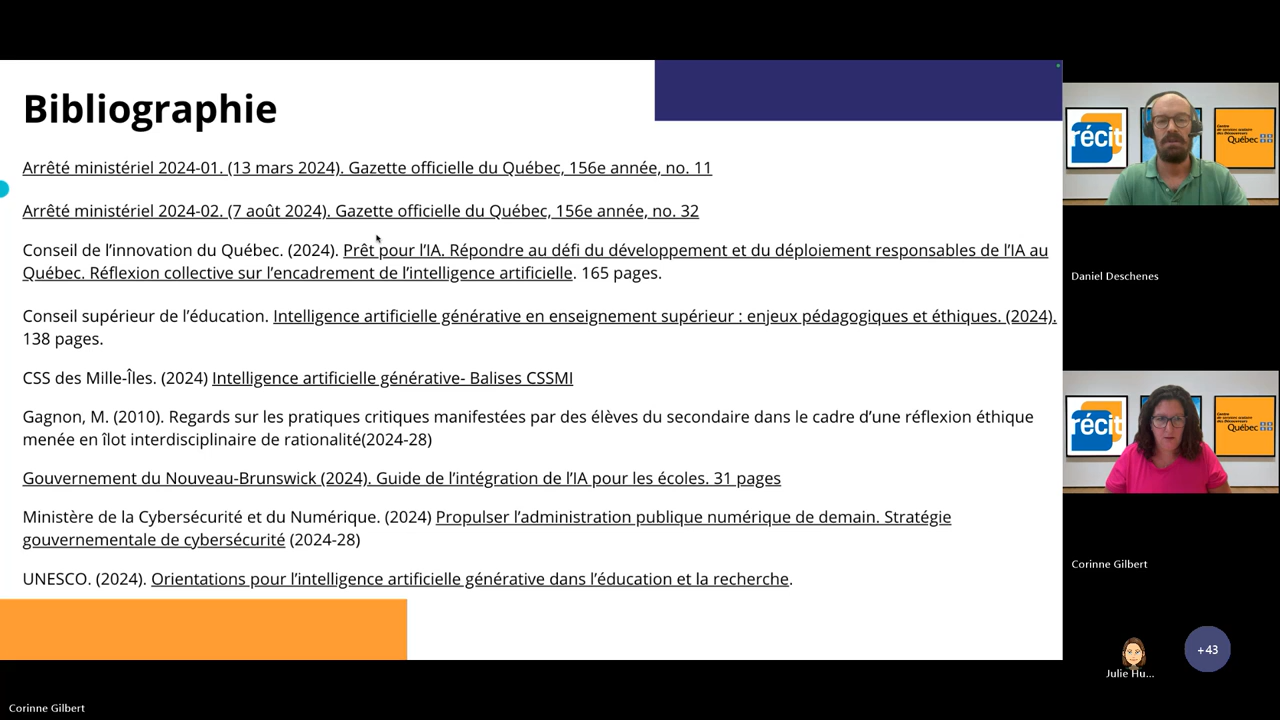 Bibliographie
Arrêté ministériel 2024-01. (13 mars 2024). Gazette officielle du Québec, 156e année, no. 11
Arrêté ministériel 2024-02. (7 août 2024). Gazette officielle du Québec, 156e année, no. 32
Conseil de l’innovation du Québec. (2024). Prêt pour l’IA. Répondre au défi du développement et du déploiement responsables de l’IA au
Québec. Réflexion collective sur l’encadrement de l’intelligence artificielle. 165 pages.
Conseil supérieur de l’éducation. Intelligence artificielle générative en enseignement supérieur : enjeux pédagogiques et éthiques. (2024).
138 pages.
CSS des Mille-Îles. (2024) Intelligence artificielle générative- Balises CSSMI
Gagnon, M. (2010). Regards sur les pratiques critiques manifestées par des élèves du secondaire dans le cadre d’une réflexion éthique
menée en îlot interdisciplinaire de rationalité(2024-28)
Gouvernement du Nouveau-Brunswick (2024). Guide de l’intégration de l’IA pour les écoles. 31 pages
Ministère de la Cybersécurité et du Numérique. (2024) Propulser l’administration publique numérique de demain. Stratégie
gouvernementale de cybersécurité (2024-28)
UNESCO. (2024). Orientations pour l’intelligence artificielle générative dans l’éducation et la recherche.
récit
Québec
Daniel Deschenes
récit
Québec
Corinne Gilbert
Julie Hu...
+43
Corinne Gilbert